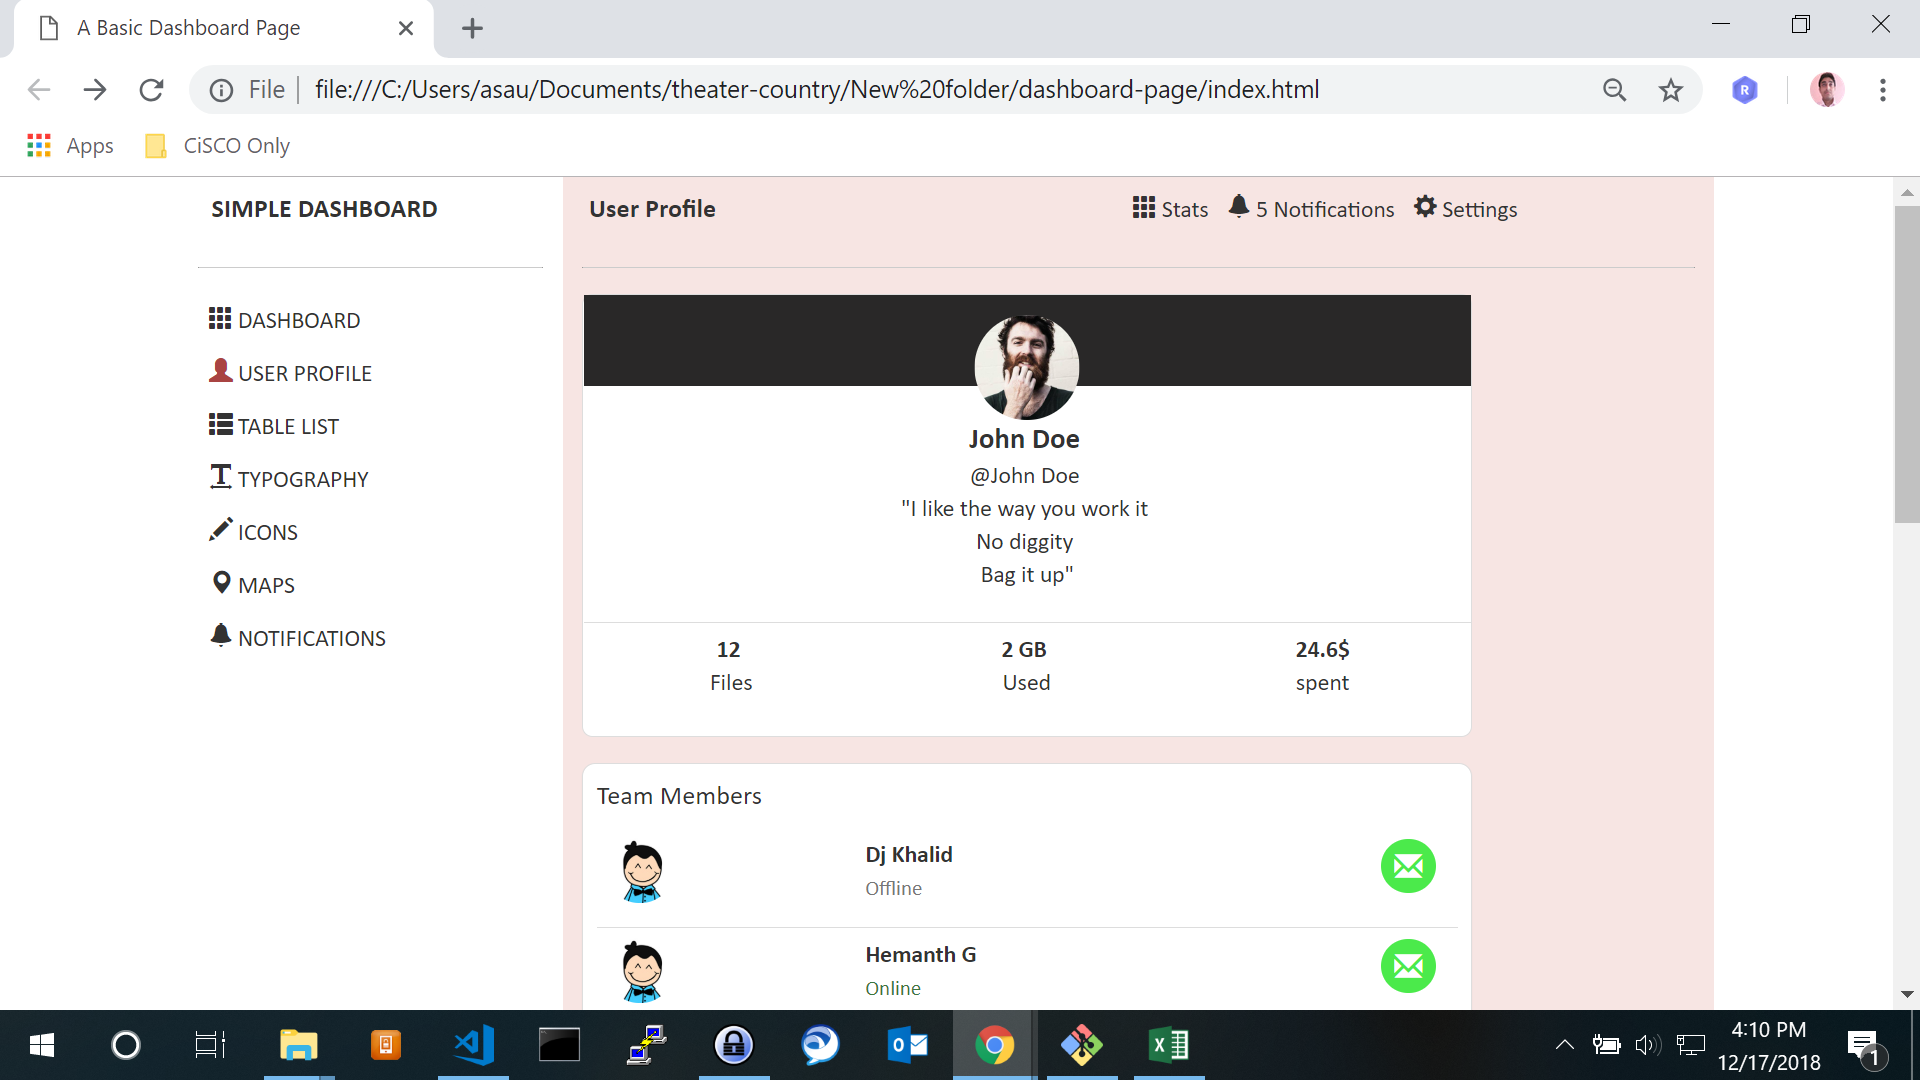 A Basic Dashboard Page
File
file:///C:/Users/asau/Documents/theater-country/New%20folder/dashboard-page/index.html
R
Apps
CiSCO Only
SIMPLE DASHBOARD
User Profile
Stats
5 Notifications
Settings
DASHBOARD
USER PROFILE
TABLE LIST
TYPOGRAPHY
ICONS
MAPS
NOTIFICATIONS
John Doe
@John Doe
"I like the way you work it
No diggity
Bag it up"
12
Files
2 GB
Used
24.6$
spent
Team Members
Dj Khalid
Offline
Hemanth G
Online
4:10 PM
12/17/2018
1